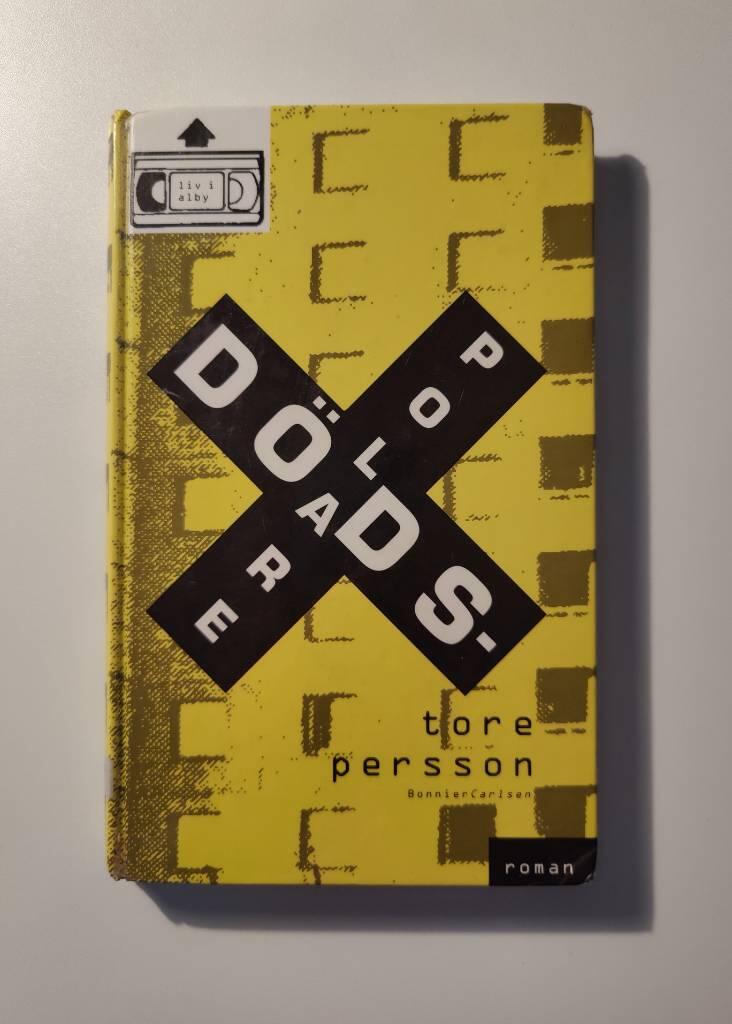 liv i
alby
DÖDS-
POLARE
tore
persson
BonnierCarlsen
roman